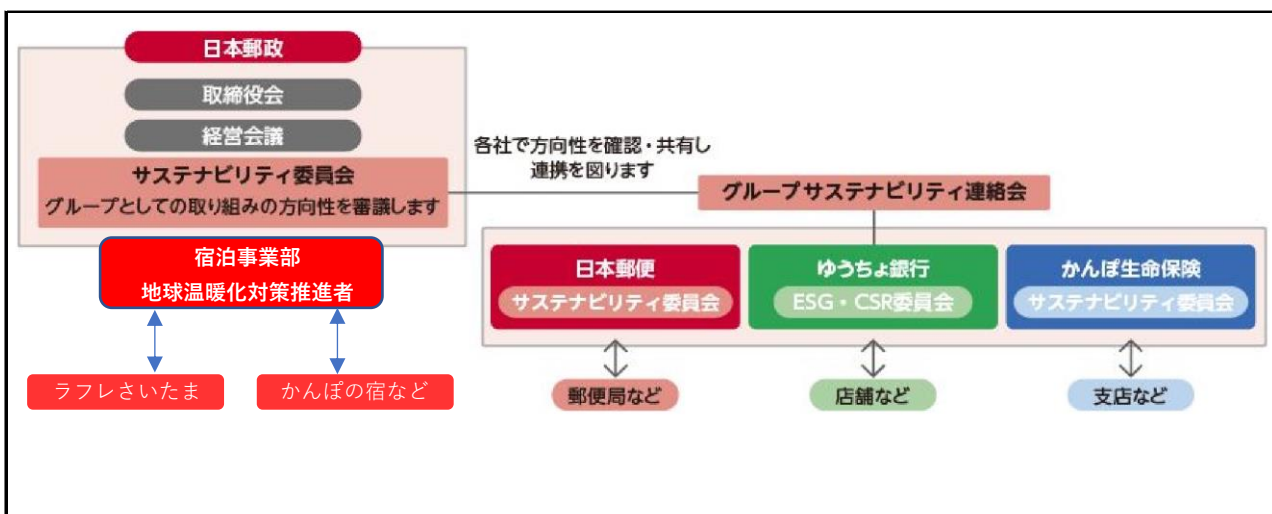 日本郵政
取締役会
経営会議
サステナビリティ委員会
グループとしての取り組みの方向性を審議します
宿泊事業部
地球温暖化対策推進者
ラフレさいたま
かんぽの宿など
各社で方向性を確認・共有し
連携を図ります
グループサステナビリティ連絡会
日本郵便
サステナビリティ委員会
ゆうちょ銀行
ESG・CSR委員会
かんぽ生命保険
サステナビリティ委員会
郵便局など
店舗など
支店など